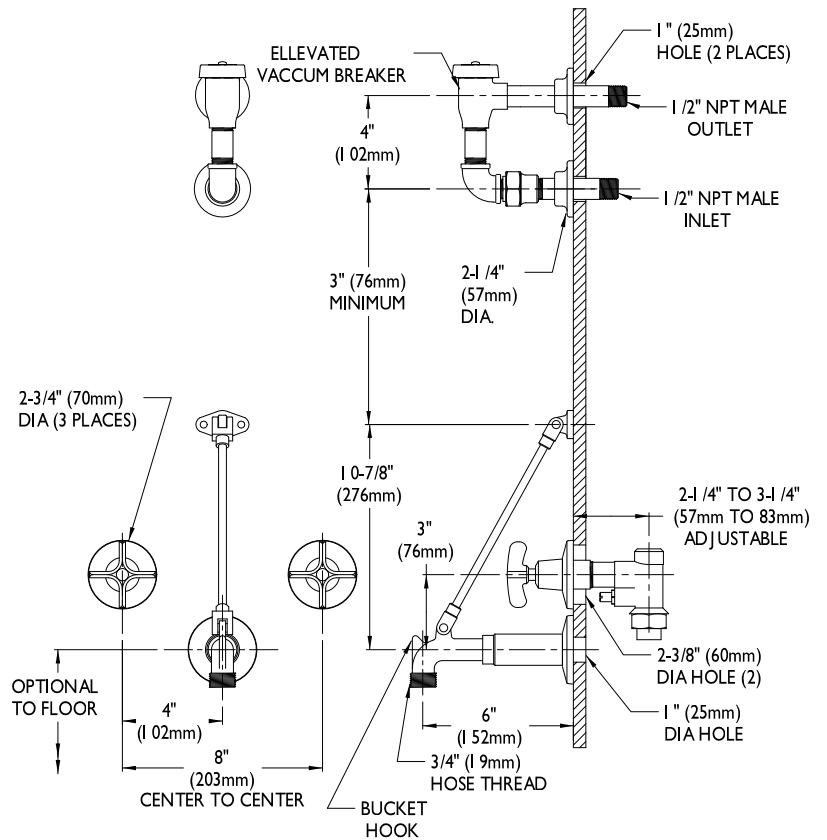 ELLEVATED
VACCUM BREAKER
1" (25mm)
HOLE (2 PLACES)
4"
(102mm)
1/2" NPT MALE
OUTLET
1/2" NPT MALE
INLET
3" (76mm)
MINIMUM
2-1/4"
(57mm)
DIA.
2-3/4" (70mm)
DIA (3 PLACES)
10-7/8"
(276mm)
2-1/4" TO 3-1/4"
(57mm TO 83mm)
ADJUSTABLE
3"
(76mm)
OPTIONAL
TO FLOOR
4"
(102mm)
8"
(203mm)
CENTER TO CENTER
6"
(152mm)
3/4" (19mm)
HOSE THREAD
BUCKET
HOOK
2-3/8" (60mm)
DIA HOLE (2)
1" (25mm)
DIA HOLE